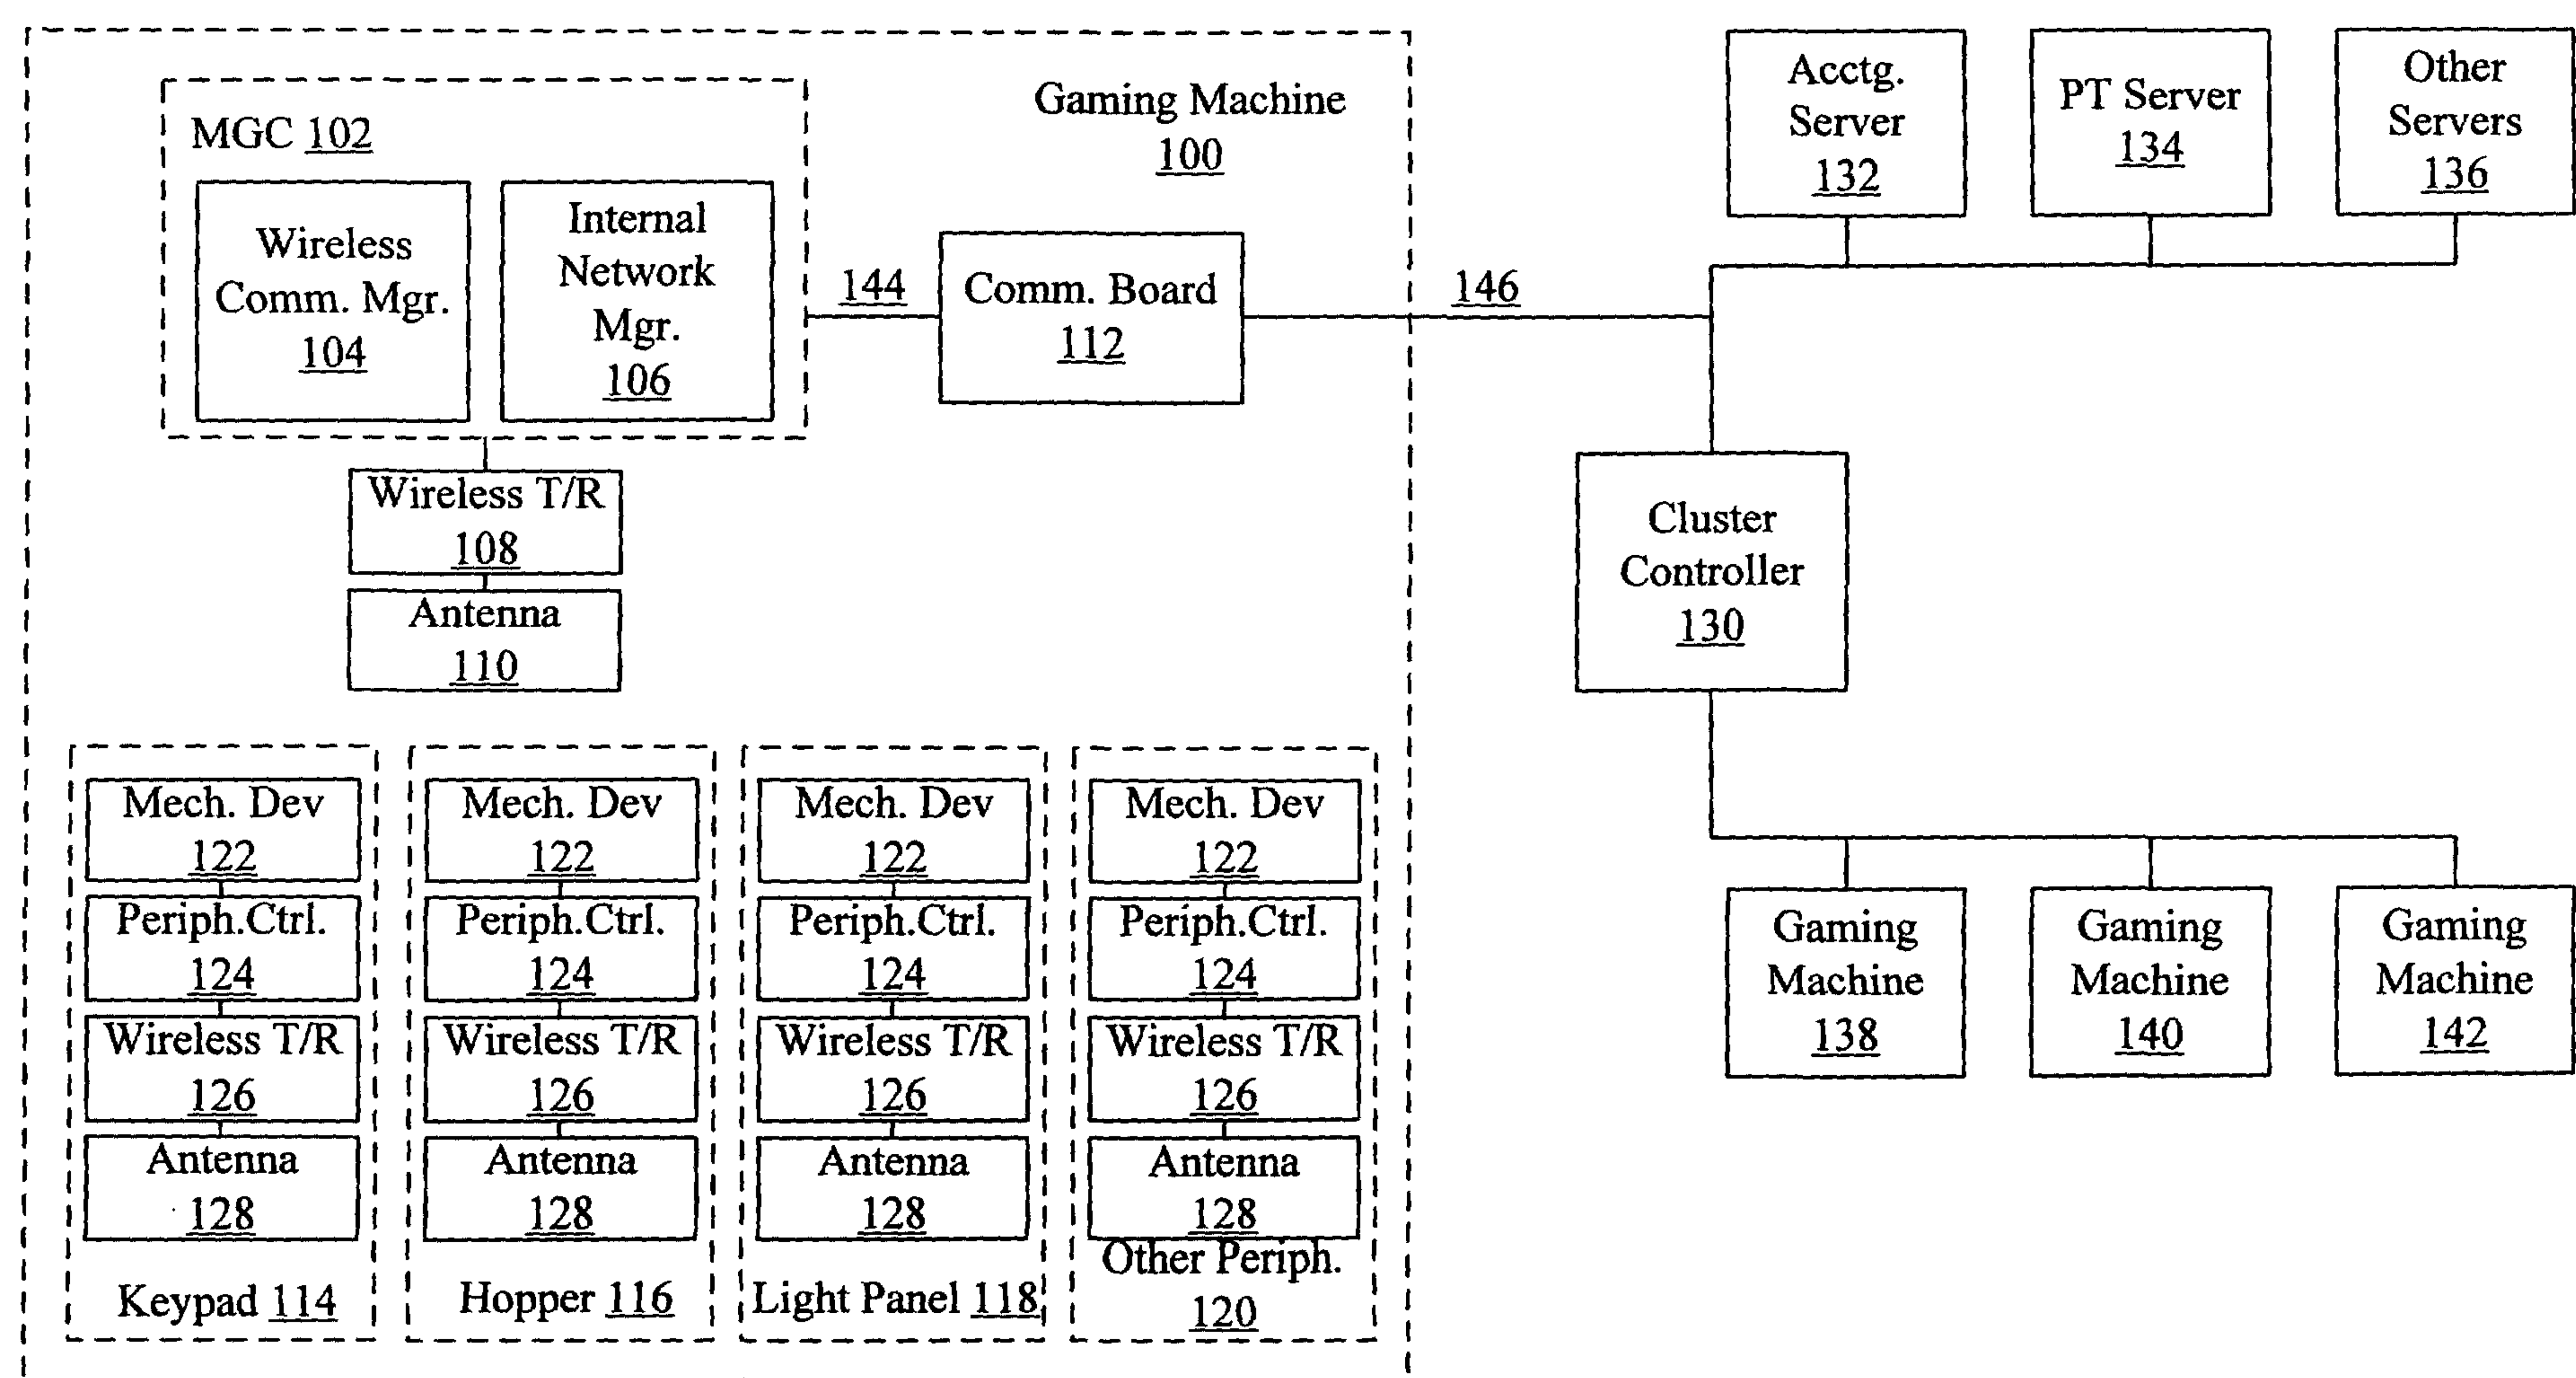 MGC 102
Wireless
Comm. Mgr.
104
Internal
Network
Mgr.
106
Gaming Machine
100
144
Comm. Board
112
146
Wireless T/R
108
Antenna
110
Mech. Dev
122
Periph.Ctrl.
124
Wireless T/R
126
Antenna
128
Keypad 114
Mech. Dev
122
Periph.Ctrl.
124
Wireless T/R
126
Antenna
128
Hopper 116
Mech. Dev
122
Periph.Ctrl.
124
Wireless T/R
126
Antenna
128
Light Panel 118
Mech. Dev
122
Periph.Ctrl.
124
Wireless T/R
126
Antenna
128
Other Periph.
120
Acctg.
Server
132
PT Server
134
Other
Servers
136
Cluster
Controller
130
Gaming
Machine
138
Gaming
Machine
140
Gaming
Machine
142